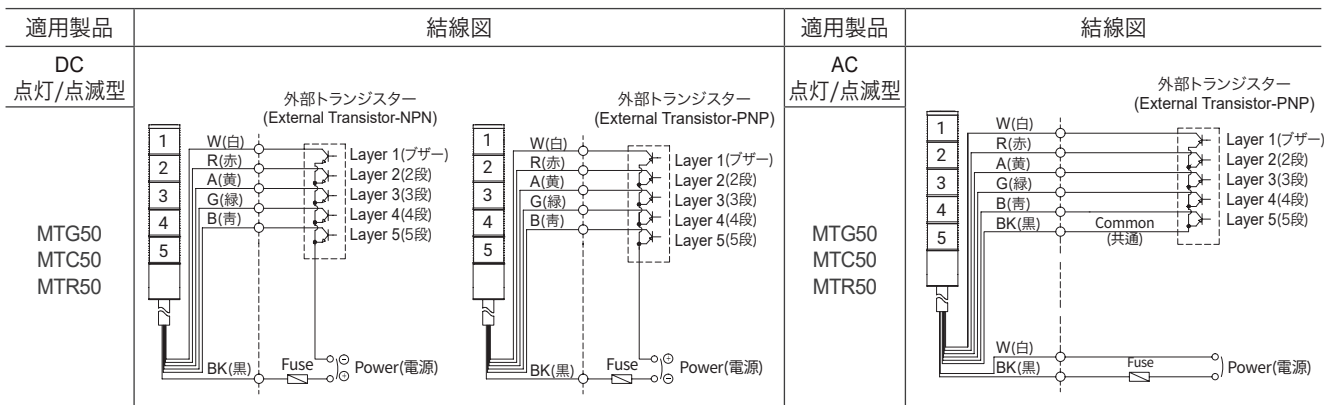 適用製品
結線図
適用製品
結線図
DC
点灯/点滅型
MTG50
MTC50
MTR50
外部トランジスター
(External Transistor-NPN)
1
2
3
4
5
W(白)
R(赤)
A(黄)
G(緑)
B(青)
Layer 1(ブザー)
Layer 2(2段)
Layer 3(3段)
Layer 4(4段)
Layer 5(5段)
BK(黒)
Fuse
⊖
⊕
Power(電源)
外部トランジスター
(External Transistor-PNP)
1
2
3
4
5
W(白)
R(赤)
A(黄)
G(緑)
B(青)
Layer 1(ブザー)
Layer 2(2段)
Layer 3(3段)
Layer 4(4段)
Layer 5(5段)
BK(黒)
Fuse
⊕
⊖
Power(電源)
AC
点灯/点滅型
MTG50
MTC50
MTR50
外部トランジスター
(External Transistor-PNP)
1
2
3
4
5
W(白)
R(赤)
A(黄)
G(緑)
B(青)
BK(黒)
Common
(共通)
Layer 1(ブザー)
Layer 2(2段)
Layer 3(3段)
Layer 4(4段)
Layer 5(5段)
W(白)
BK(黒)
Fuse
Power(電源)